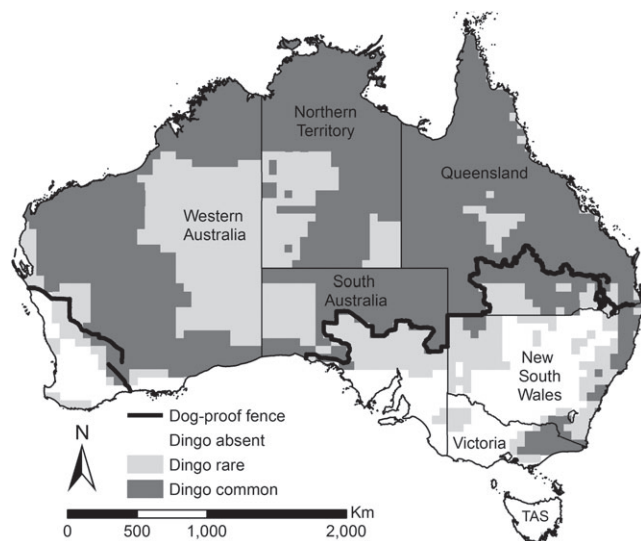 Northern
Territory
Queensland
Western
Australia
South
Australia
New
South
Wales
Victoria
TAS
N
Dog-proof fence
Dingo absent
Dingo rare
Dingo common
Km
0 500 1,000 2,000